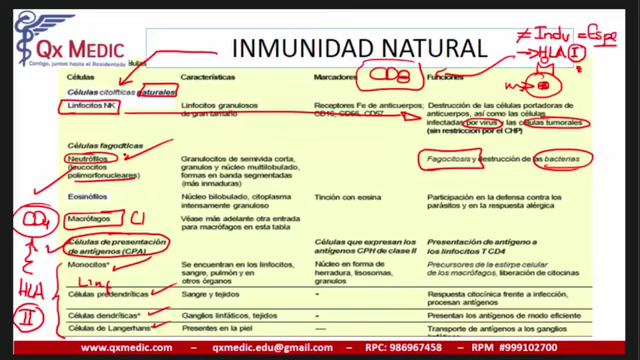 Qx MEDIC
Contigo, juntos hasta el Residentado
INMUNIDAD NATURAL
≠ Indv = Espe
HLA I
CD8
células
Células Características Marcadores Funciones
Células citolíticas naturales
Linfocitos NK Linfocitos granulosos de gran tamaño Receptores Fe de anticuerpos; CD16, CD56, CD57 Destrucción de las células portadoras de anticuerpos, así como las células infectadas por virus y las células tumorales (sin restricción por el CHP)
Células fagocíticas
Neutrófilos (leucocitos polimorfonucleares) Granulocitos de semivida corta, granulos y núcleo multilobulado, formas en banda segmentadas (más inmaduras) Fagocitosis y destrucción de las bacterias
Eosinófilos Núcleo bilobulado, citoplasma intensamente granuloso Tinción con eosina Participación en la defensa contra los parásitos y en la respuesta alérgica
CD4
Macrófagos Véase más adelante otra entrada para macrófagos en esta tabla
Células de presentación de antígenos (CPA) Células que expresan los antígenos CPH de clase II Presentación de antígeno a los linfocitos T CD4
HLA
II
Monocitos* Se encuentran en los linfocitos, sangre, pulmón y en otros órganos Núcleo en forma de herradura, lisosomas, granulos Precursores de la estirpe celular de los macrófagos, liberación de citocinas
Linf
Células predendríticas Sangre y tejidos - Respuesta citocínica frente a infección, procesan antígenos
Células dendríticas* Ganglios linfáticos, tejidos - Presentan los antígenos de modo eficiente
Células de Langerhans* Presentes en la piel — Transporte de antígenos a los ganglios
www.qxmedic.com / qxmedic.edu@gmail.com - RPC: 986967458 - RPM #999102700